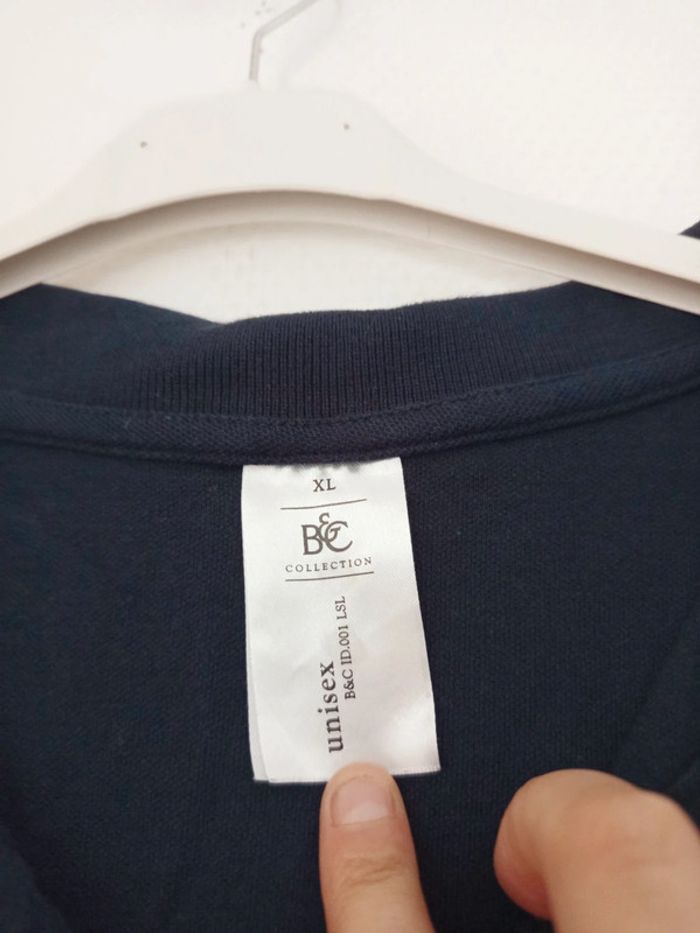 XL
B&C
COLLECTION
unisex
B&C ID.001 LSL